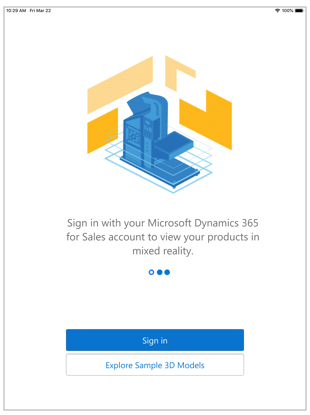 10:29 AM Fri Mar 22
100%
Sign in with your Microsoft Dynamics 365
for Sales account to view your products in
mixed reality.
Sign in
Explore Sample 3D Models